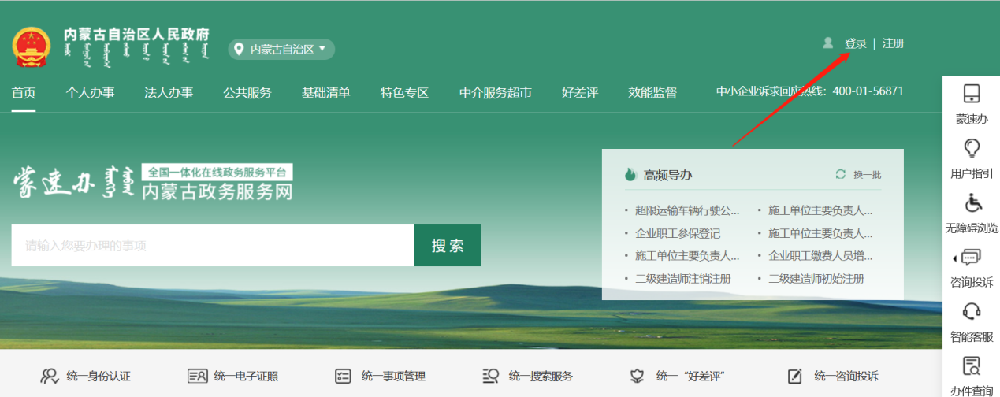 内蒙古自治区人民政府
内蒙古自治区
登录 | 注册
首页 个人办事 法人办事 公共服务 基础清单 特色专区 中介服务超市 好差评 效能监督 中小企业诉求回应热线：400-01-56871
蒙速办
全国一体化在线政务服务平台
内蒙古政务服务网
请输入您要办理的事项
搜索
高频导办 换一批
· 超限运输车辆行驶公... · 施工单位主要负责人...
· 企业职工参保登记 · 施工单位主要负责人...
· 施工单位主要负责人... · 企业职工缴费人员增...
· 二级建造师注销注册 · 二级建造师初始注册
蒙速办
用户指引
无障碍浏览
咨询投诉
智能客服
办件查询
统一身份认证 统一电子证照 统一事项管理 统一搜索服务 统一“好差评” 统一咨询投诉